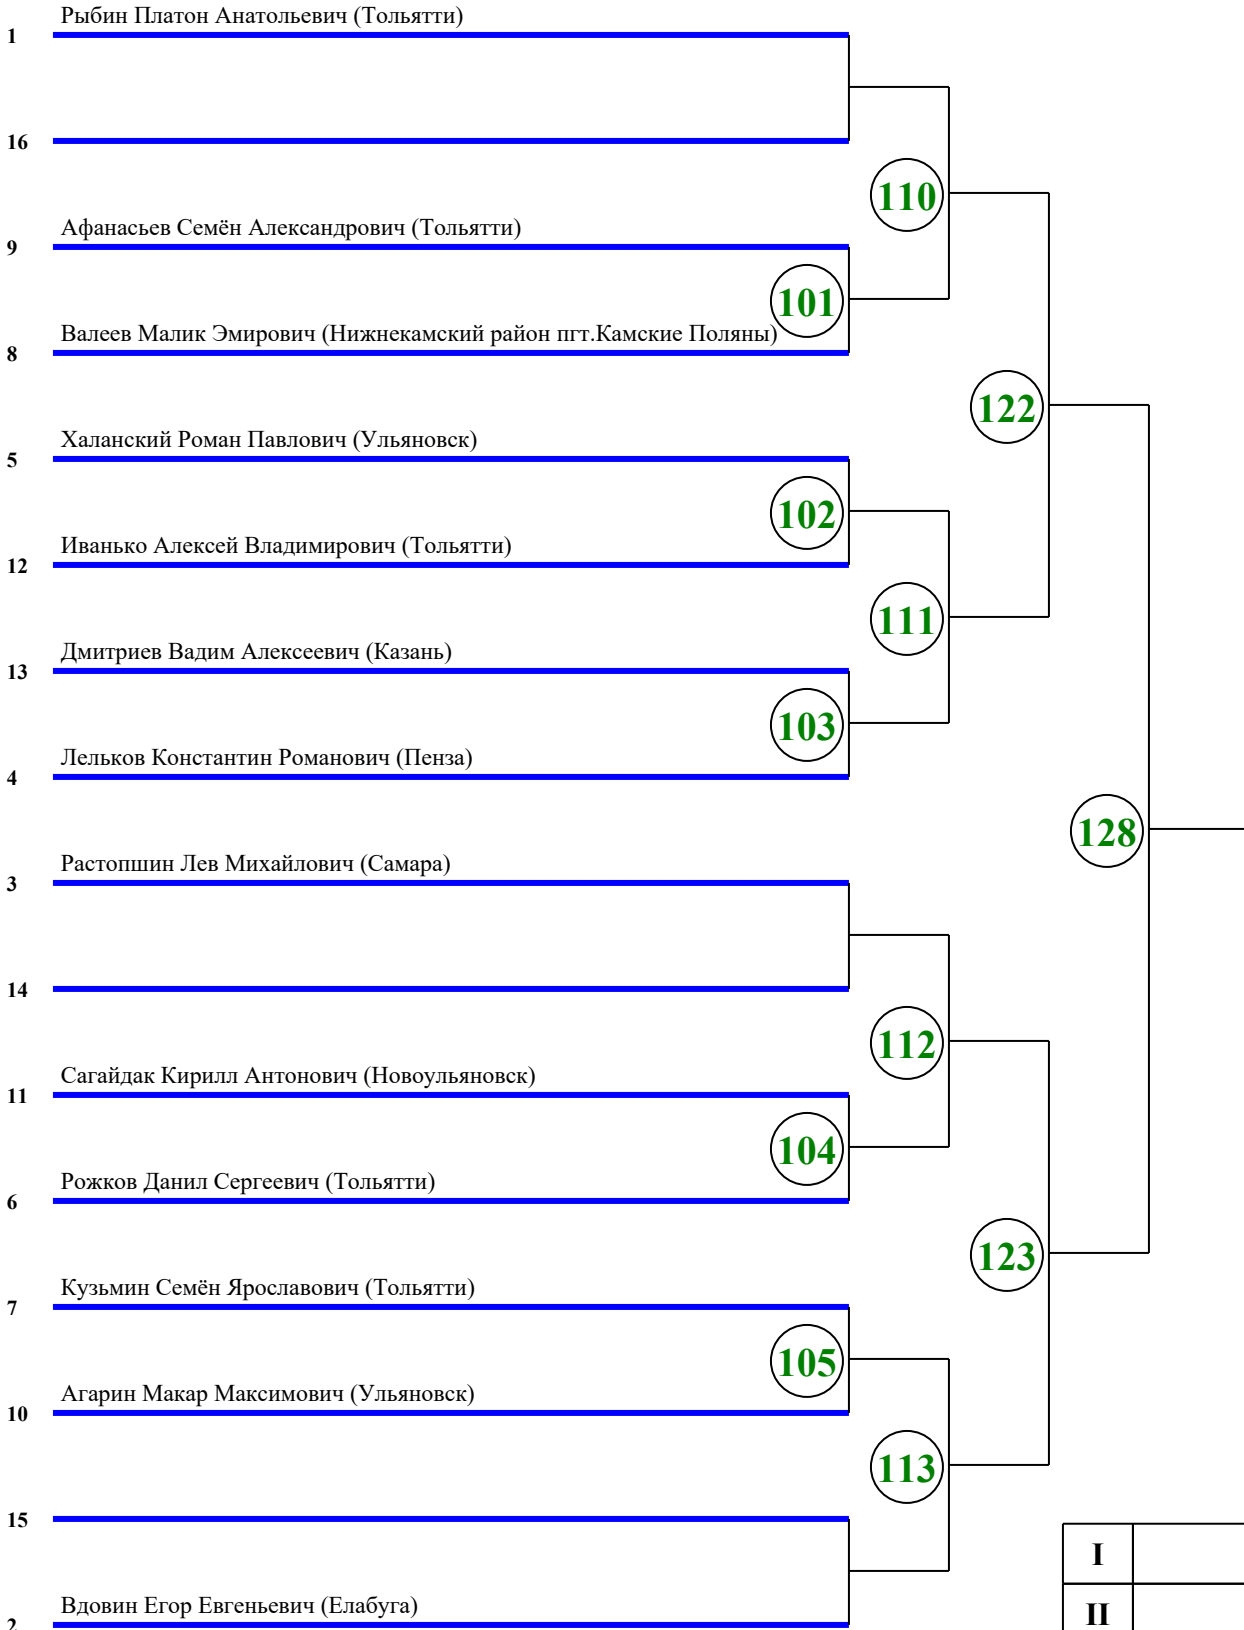 Рыбин Платон Анатольевич (Тольятти)
1
16
110
Афанасьев Семён Александрович (Тольятти)
9
101
Валеев Малик Эмирович (Нижнекамский район пгт.Камские Поляны)
8
122
Халанский Роман Павлович (Ульяновск)
5
102
Иванько Алексей Владимирович (Тольятти)
12
111
Дмитриев Вадим Алексеевич (Казань)
13
103
Лельков Константин Романович (Пенза)
4
128
Растопшин Лев Михайлович (Самара)
3
14
112
Сагайдак Кирилл Антонович (Новоульяновск)
11
104
Рожков Данил Сергеевич (Тольятти)
6
123
Кузьмин Семён Ярославович (Тольятти)
7
105
Агарин Макар Максимович (Ульяновск)
10
113
15
I
Вдовин Егор Евгеньевич (Елабуга)
2
II